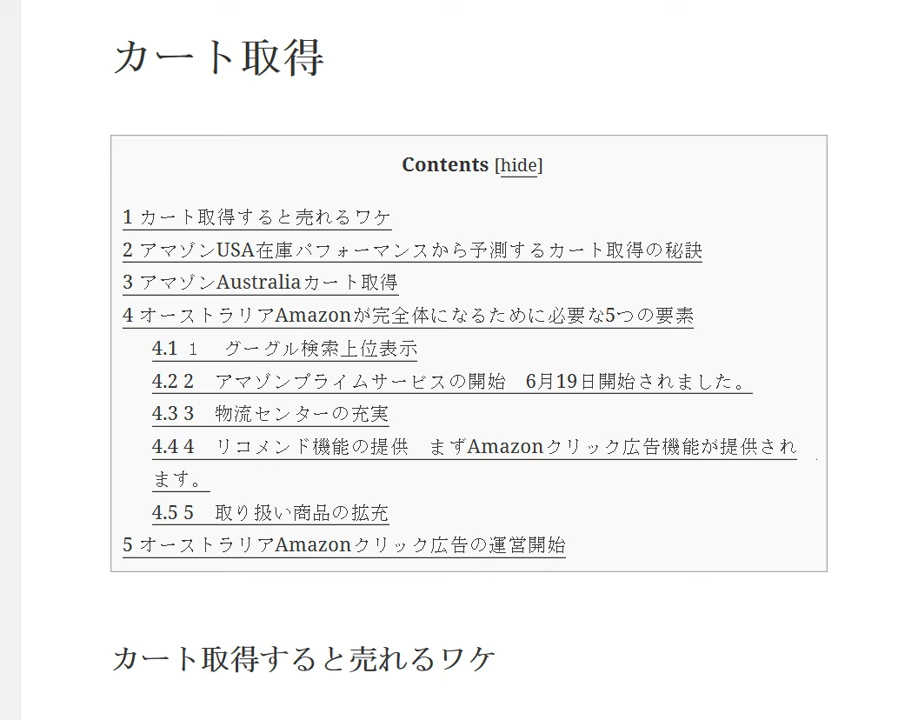 カート取得
Contents [hide]
1 カート取得すると売れるワケ
2 アマゾンUSA在庫パフォーマンスから予測するカート取得の秘訣
3 アマゾンAustraliaカート取得
4 オーストラリアAmazonが完全体になるために必要な5つの要素
4.1 １　グーグル検索上位表示
4.2 2　アマゾンプライムサービスの開始　6月19日開始されました。
4.3 3　物流センターの充実
4.4 4　リコメンド機能の提供　まずAmazonクリック広告機能が提供され
ます。
4.5 5　取り扱い商品の拡充
5 オーストラリアAmazonクリック広告の運営開始
カート取得すると売れるワケ